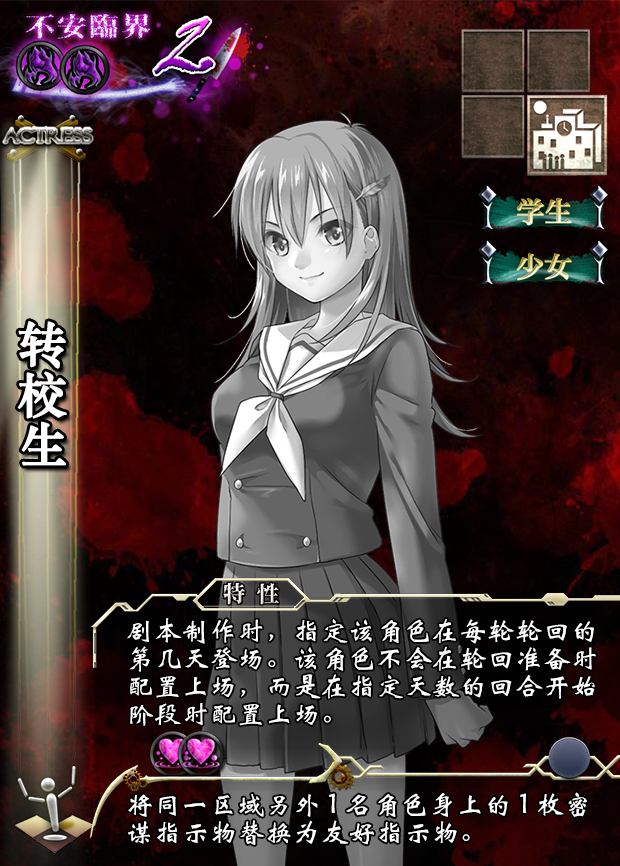 不安臨界
2
ACTRESS
学生
少女
转校生
特性
剧本制作时，指定该角色在每轮轮回的
第几天登场。该角色不会在轮回准备时
配置上场，而是在指定天数的回合开始
阶段时配置上场。
将同一区域另外1名角色身上的1枚密
谋指示物替换为友好指示物。